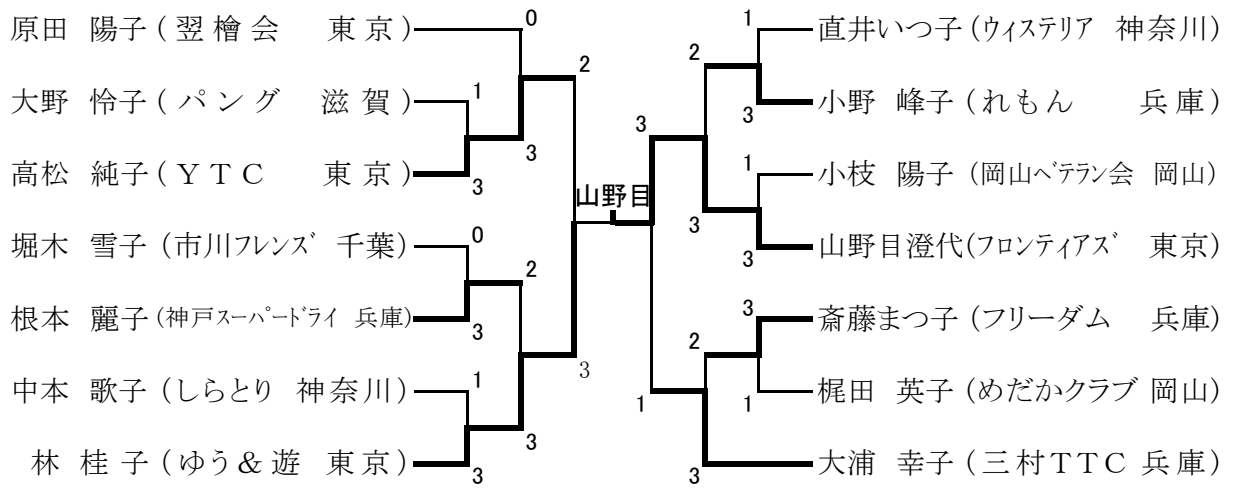 原田 陽子 (翌檜会 東京)
0
2
大野 怜子 (パング 滋賀)
1
3
高松 純子 (YTC 東京)
3
堀木 雪子 (市川フレンズ 千葉)
0
2
根本 麗子 (神戸スーパードライ 兵庫)
3
3
中本 歌子 (しらとり 神奈川)
1
3
林 桂子 (ゆう&遊 東京)
3
山野目
1
直井いつ子 (ウィステリア 神奈川)
2
3
小野 峰子 (れもん 兵庫)
3
1
小枝 陽子 (岡山ベテラン会 岡山)
3
3
山野目澄代(フロンティアズ 東京)
3
斎藤まつ子 (フリーダム 兵庫)
2
1
梶田 英子 (めだかクラブ 岡山)
1
3
大浦 幸子 (三村TTC 兵庫)